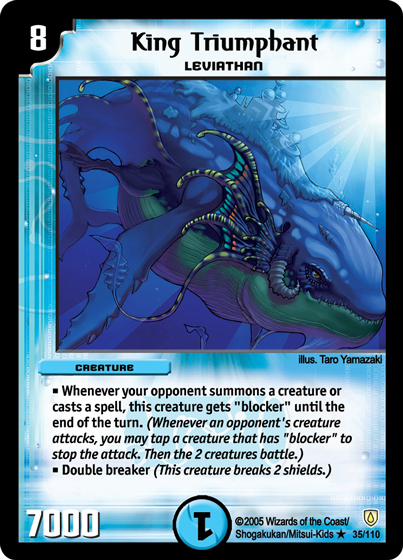 8
King Triumphant
LEVIATHAN
illus. Taro Yamazaki
CREATURE
▪ Whenever your opponent summons a creature or
casts a spell, this creature gets "blocker" until the
end of the turn. (Whenever an opponent's creature
attacks, you may tap a creature that has "blocker" to
stop the attack. Then the 2 creatures battle.)
▪ Double breaker (This creature breaks 2 shields.)
7000
1
©2005 Wizards of the Coast/
Shogakukan/Mitsui-Kids ★ 35/110